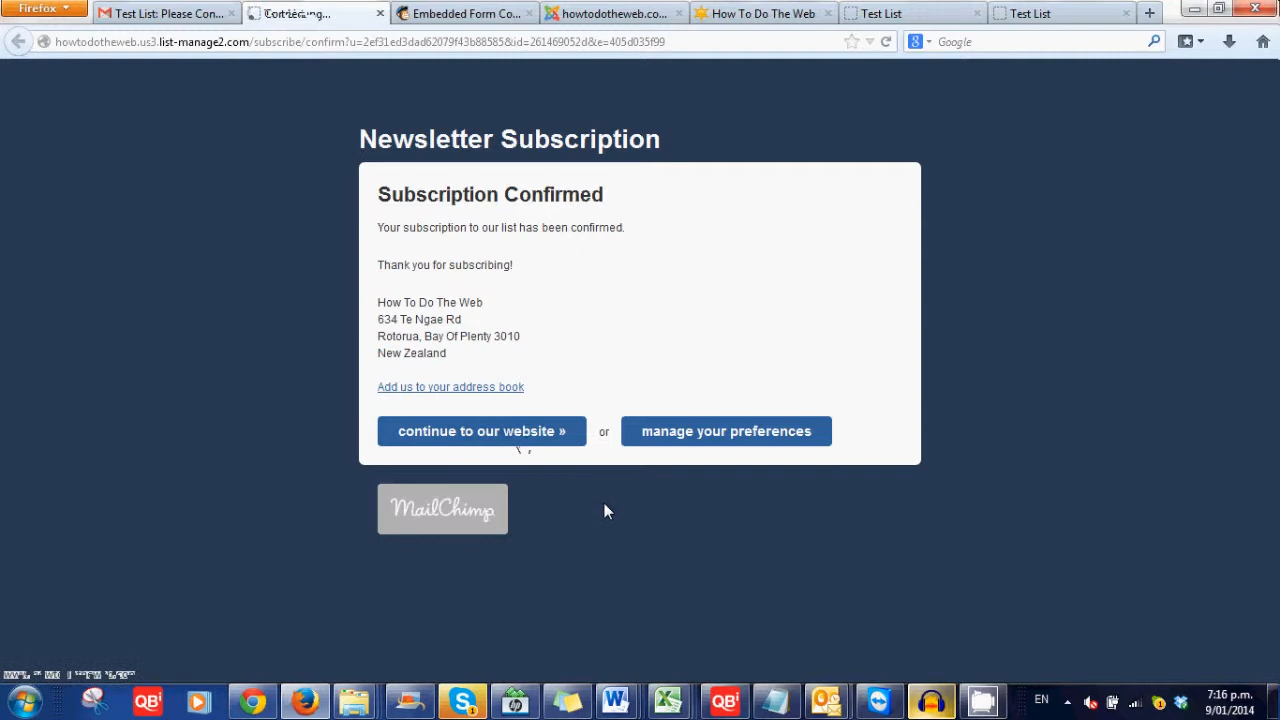 Firefox
Test List: Please Con...
Embedded Form Co...
howtodotheweb.co...
How To Do The Web
Test List
Test List
howtodotheweb.us3.list-manage2.com/subscribe/confirm?u=2ef31ed3dad62079f43b88585&id=261469052d&e=405d035f99
Google
Newsletter Subscription
Subscription Confirmed
Your subscription to our list has been confirmed.
Thank you for subscribing!
How To Do The Web
634 Te Ngae Rd
Rotorua, Bay Of Plenty 3010
New Zealand
Add us to your address book
continue to our website »
or
manage your preferences
MailChimp
QBi
QBi
EN
7:16 p.m.
9/01/2014